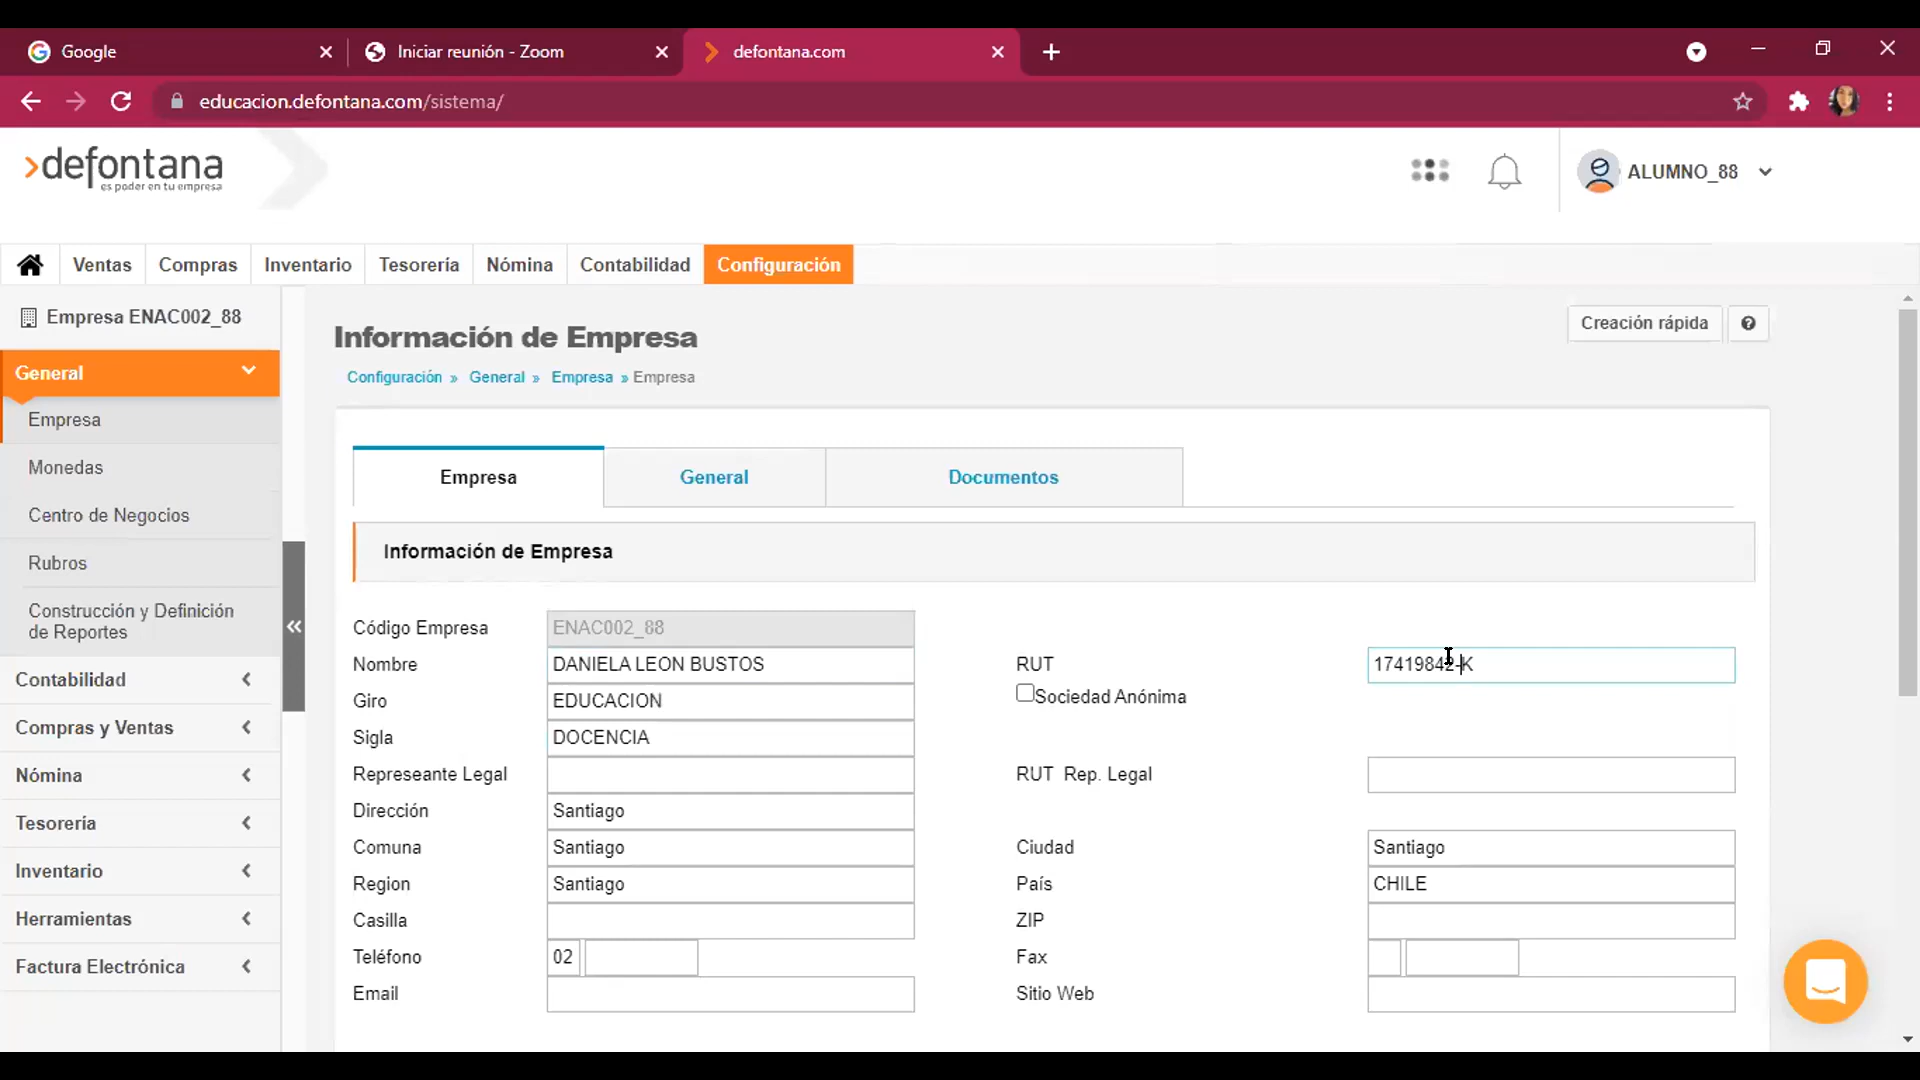 Google
Iniciar reunión - Zoom
defontana.com
educacion.defontana.com/sistema/
defontana
es poder en tu empresa
ALUMNO_88
Ventas
Compras
Inventario
Tesorería
Nómina
Contabilidad
Configuración
Empresa ENAC002_88
General
Empresa
Monedas
Centro de Negocios
Rubros
Construcción y Definición
de Reportes
Contabilidad
Compras y Ventas
Nómina
Tesorería
Inventario
Herramientas
Factura Electrónica
Información de Empresa
Creación rápida
?
Configuración » General » Empresa » Empresa
Empresa
General
Documentos
Información de Empresa
Código Empresa ENAC002_88
Nombre DANIELA LEON BUSTOS RUT 17419842-K
Sociedad Anónima
Giro EDUCACION
Sigla DOCENCIA
Represeante Legal RUT Rep. Legal
Dirección Santiago
Comuna Santiago Ciudad Santiago
Region Santiago País CHILE
Casilla ZIP
Teléfono 02 Fax
Email Sitio Web